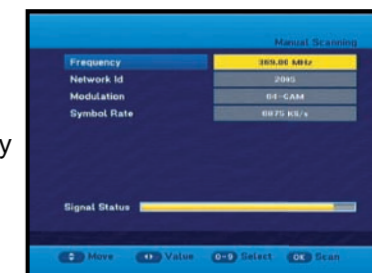 Manual Scanning
Frequency 369.00 MHz
Network Id 2045
Modulation 64-QAM
Symbol Rate 6875 KS/s
y
Signal Status
Move Value 0-9 Select OK Scan